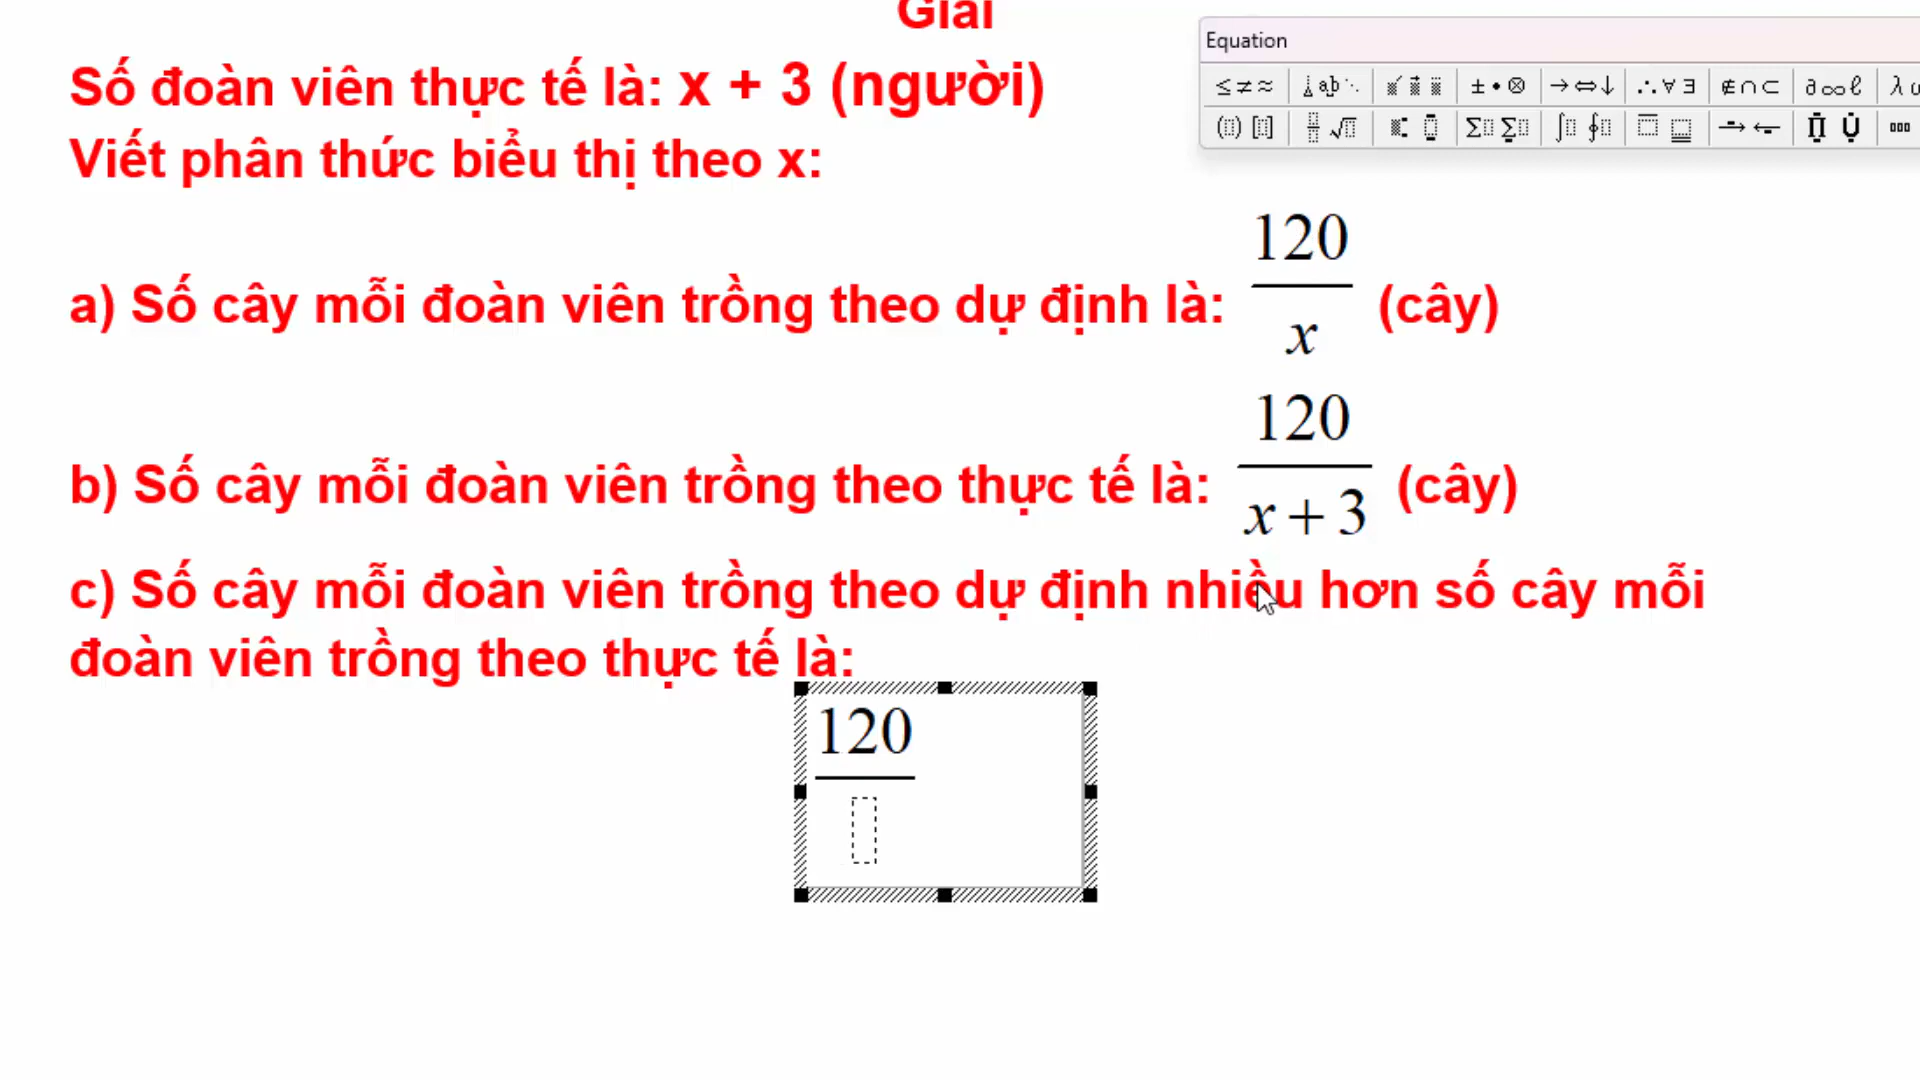 Giải
Equation
Số đoàn viên thực tế là: x + 3 (người)
Viết phân thức biểu thị theo x:
a) Số cây mỗi đoàn viên trồng theo dự định là: 120/x (cây)
b) Số cây mỗi đoàn viên trồng theo thực tế là: 120/(x+3) (cây)
c) Số cây mỗi đoàn viên trồng theo dự định nhiều hơn số cây mỗi
đoàn viên trồng theo thực tế là:
120